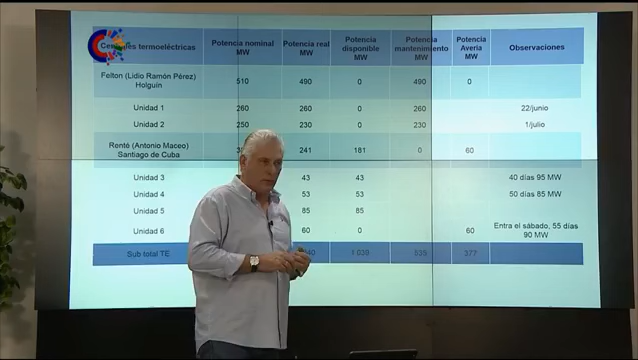 Centrales termoeléctricas Potencia nominal MW Potencia real MW Potencia disponible MW Potencia mantenimiento MW Potencia Avería MW Observaciones
Felton (Lidio Ramón Pérez) Holguín 510 490 0 490 0
Unidad 1 260 260 0 260 22/junio
Unidad 2 250 230 0 230 1/julio
Renté (Antonio Maceo) Santiago de Cuba 241 181 0 60
Unidad 3 43 43 40 días 95 MW
Unidad 4 53 53 50 días 85 MW
Unidad 5 85 85
Unidad 6 60 0 60 Entra el sábado, 55 días 90 MW
Sub total TE 1 039 377